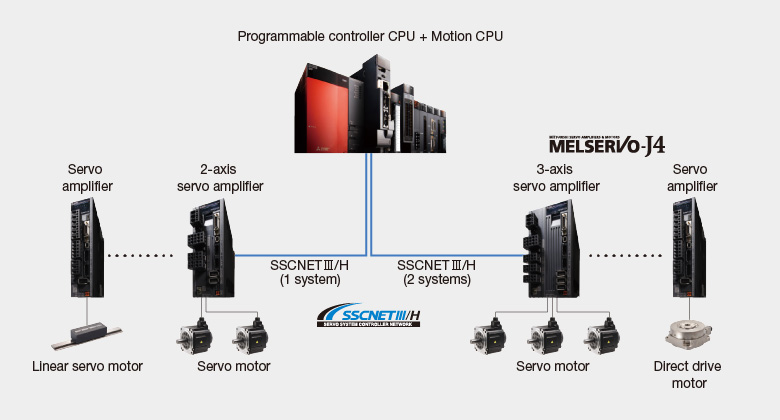 Programmable controller CPU + Motion CPU
MITSUBISHI SERVO AMPLIFIERS & MOTORS
MELSERVO-J4
Servo
amplifier
2-axis
servo amplifier
3-axis
servo amplifier
Servo
amplifier
SSCNETⅢ/H
(1 system)
SSCNETⅢ/H
(2 systems)
SSCNETⅢ/H
SERVO SYSTEM CONTROLLER NETWORK
Linear servo motor
Servo motor
Servo motor
Direct drive
motor